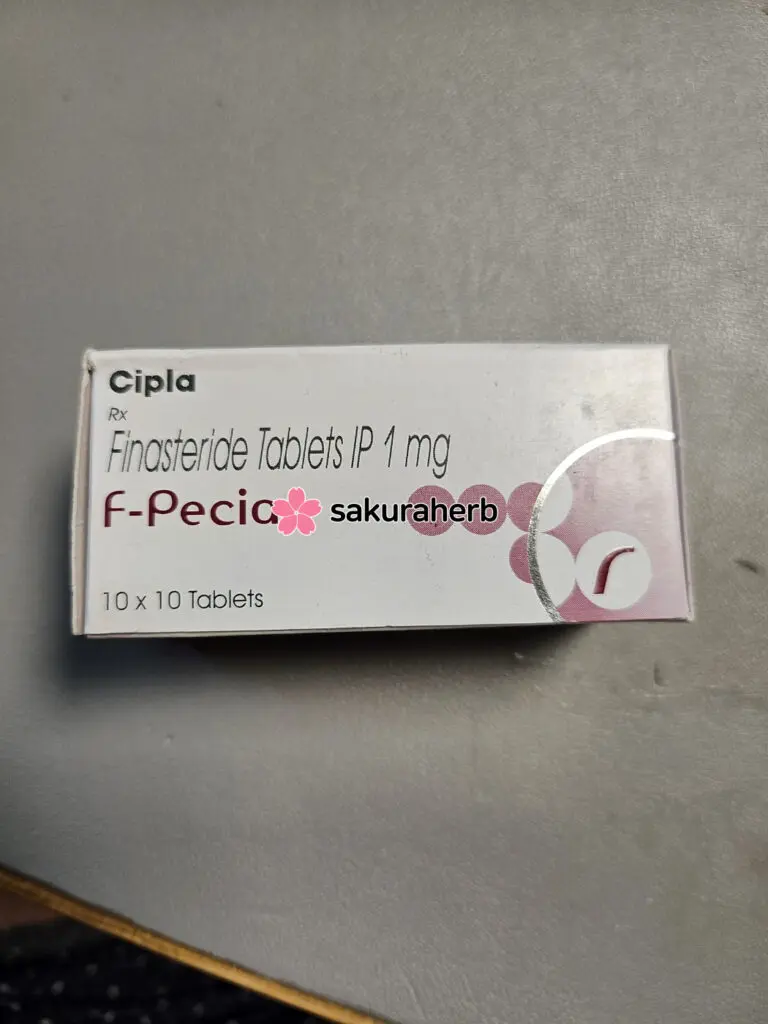 Cipla
Rx
Finasteride Tablets IP 1 mg
F-Pecia
sakuraherb
10 x 10 Tablets